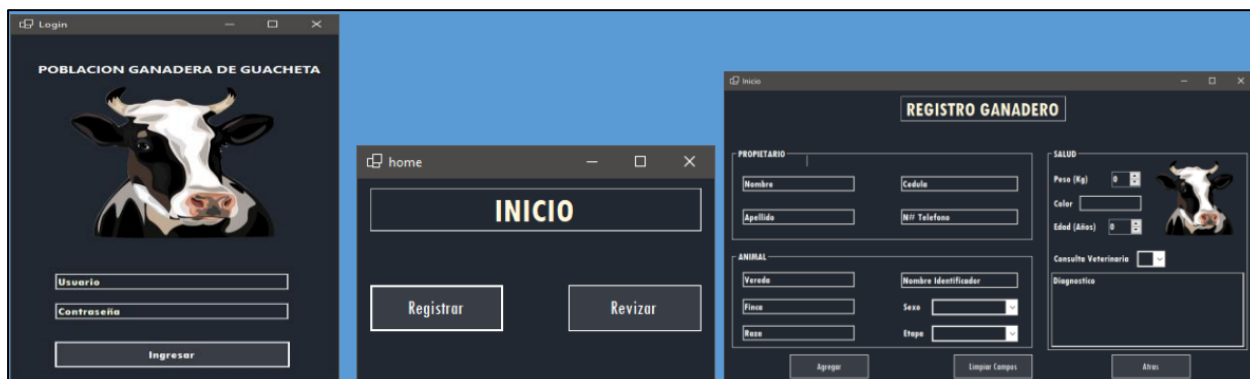 Login
POBLACION GANADERA DE GUACHETA
Usuario
Contraseña
Ingresar
home
INICIO
Registrar
Revizar
Inicio
REGISTRO GANADERO
PROPIETARIO
Nombre
Cedula
Apellido
N## Telefono
ANIMAL
Vereda
Nombre Identificador
Finca
Sexo
Raza
Etapa
SALUD
Peso (Kg) 0
Color
Edad (Años) 0
Consulta Veterinaria
Diagnostico
Agregar
Limpiar Campos
Atras